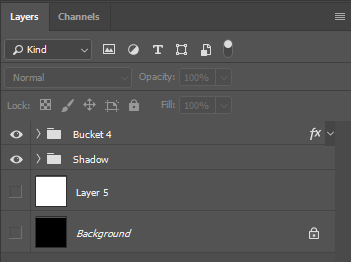 Layers Channels
Kind
Normal Opacity: 100%
Lock: Fill: 100%
Bucket 4 fx
Shadow
Layer 5
Background